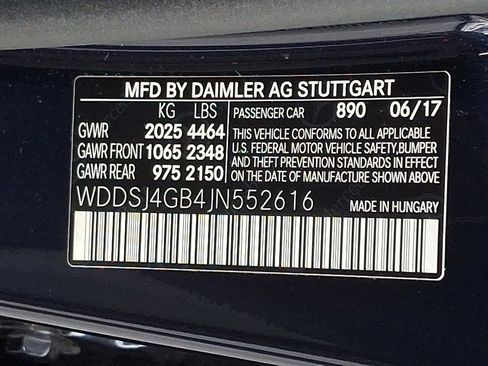 MFD BY DAIMLER AG STUTTGART
KG LBS PASSENGER CAR 890 06/17
GVWR 2025 4464
GAWR FRONT 1065 2348
GAWR REAR 975 2150
THIS VEHICLE CONFORMS TO ALL APPLICABLE
U.S. FEDERAL MOTOR VEHICLE SAFETY, BUMPER
AND THEFT PREVENTION STANDARDS IN EFFECT
ON THE DATE OF MANUFACTURE SHOWN ABOVE.
WDDSJ4GB4JN552616 MADE IN HUNGARY